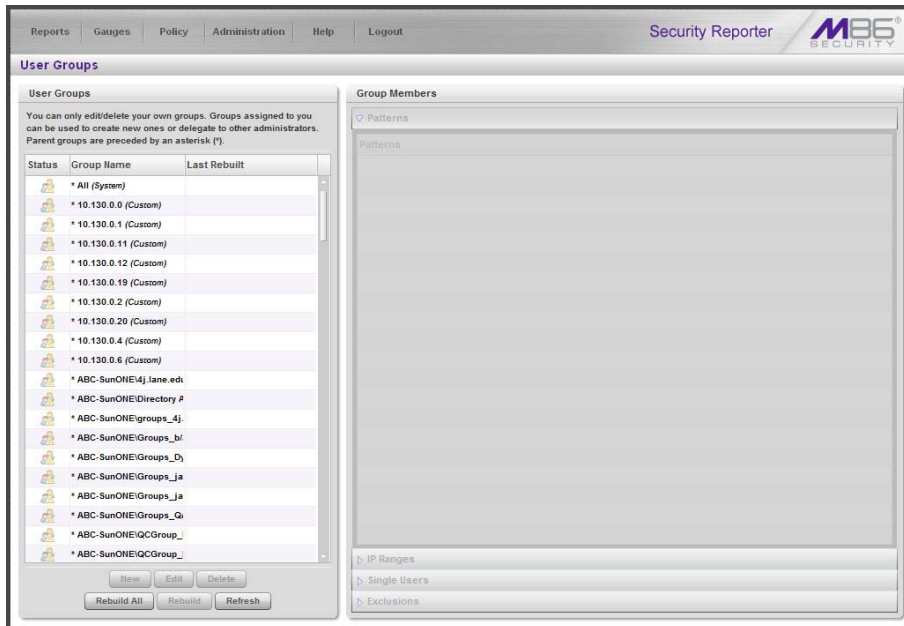 Reports Gauges Policy Administration Help Logout
Security Reporter
M86®
SECURITY
User Groups
User Groups
You can only edit/delete your own groups. Groups assigned to you
can be used to create new ones or delegate to other administrators.
Parent groups are preceded by an asterisk (*).
Status Group Name Last Rebuilt
* All (System)
* 10.130.0.0 (Custom)
* 10.130.0.1 (Custom)
* 10.130.0.11 (Custom)
* 10.130.0.12 (Custom)
* 10.130.0.19 (Custom)
* 10.130.0.2 (Custom)
* 10.130.0.20 (Custom)
* 10.130.0.4 (Custom)
* 10.130.0.6 (Custom)
* ABC-SunONE\4j.lane.edu
* ABC-SunONE\Directory A
* ABC-SunONE\groups_4j.
* ABC-SunONE\Groups_b/
* ABC-SunONE\Groups_Dy
* ABC-SunONE\Groups_ja
* ABC-SunONE\Groups_ja
* ABC-SunONE\Groups_Q
* ABC-SunONE\QCGroup_
* ABC-SunONE\QCGroup_
New Edit Delete
Rebuild All Rebuild Refresh
Group Members
Patterns
Patterns
IP Ranges
Single Users
Exclusions